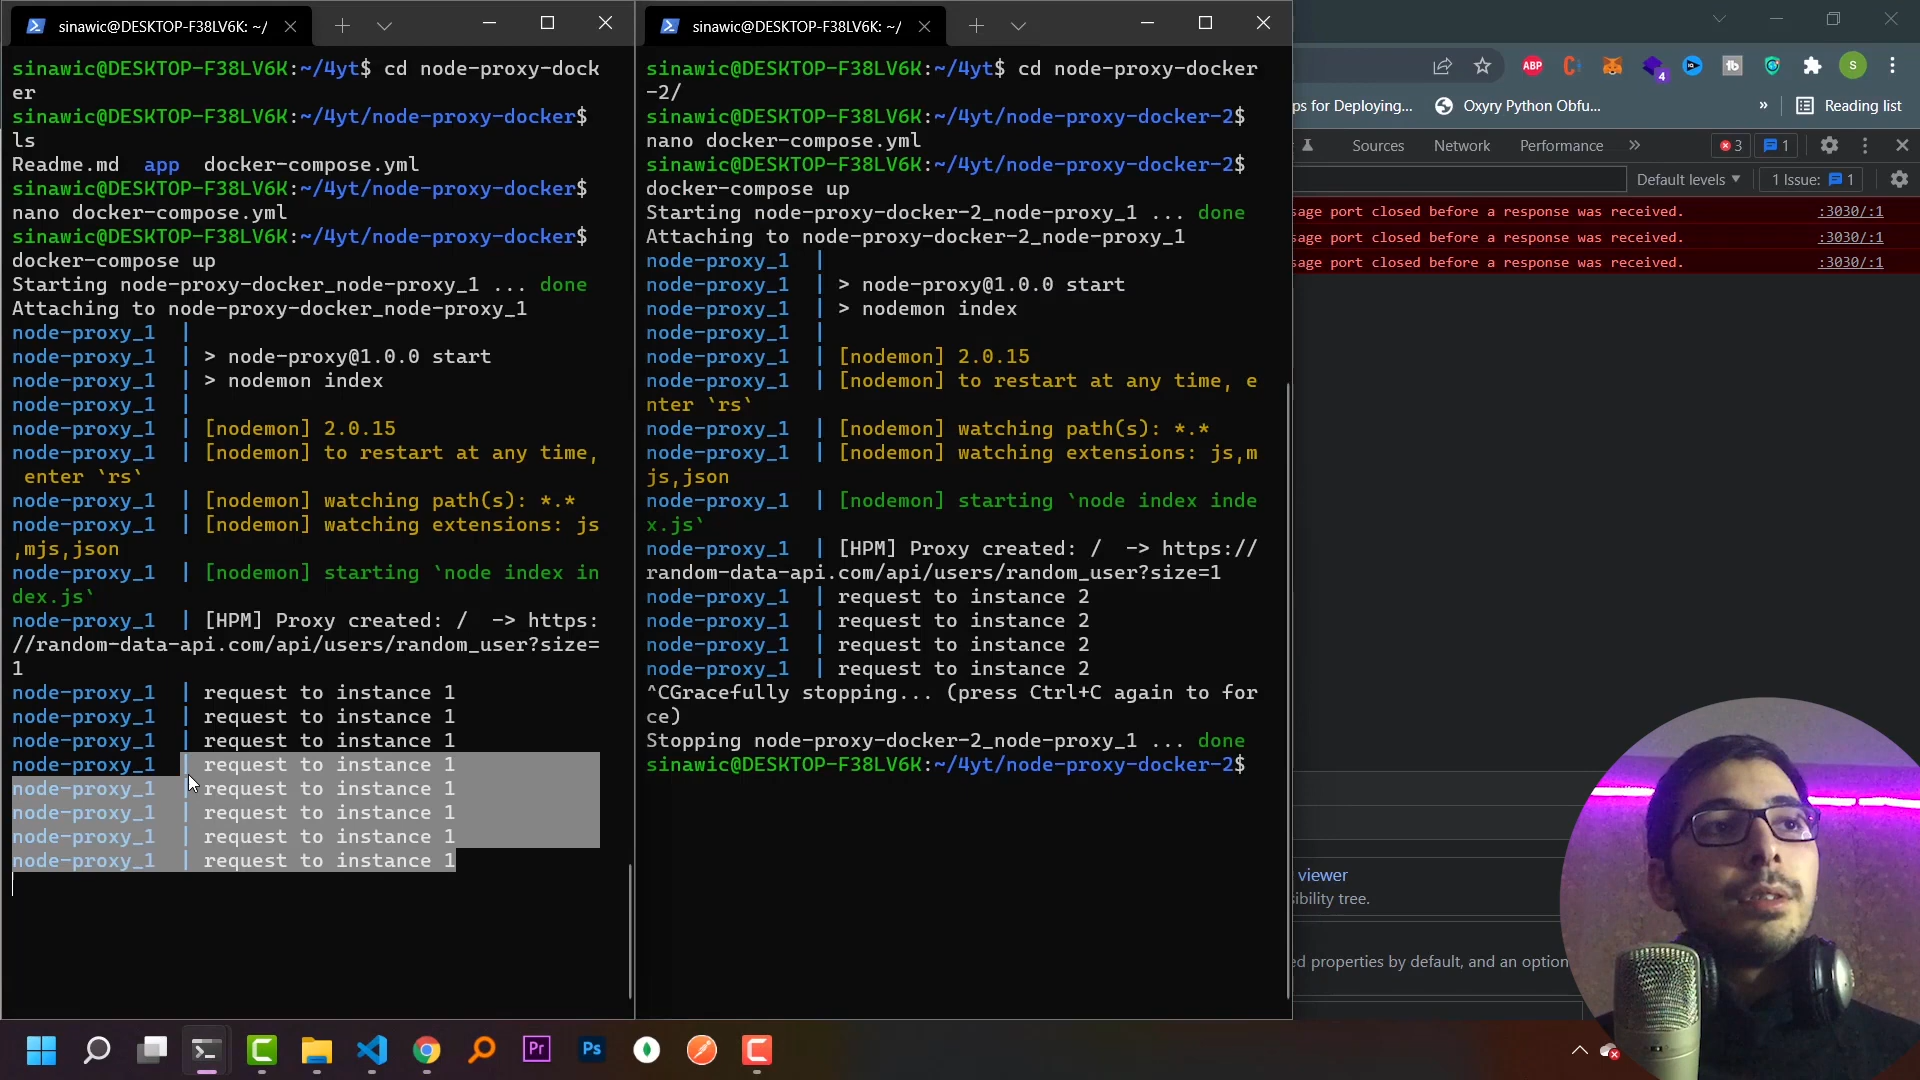 sinawic@DESKTOP-F38LV6K: ~/
sinawic@DESKTOP-F38LV6K:~/4yt$ cd node-proxy-dock
er
sinawic@DESKTOP-F38LV6K:~/4yt/node-proxy-docker$
ls
Readme.md app docker-compose.yml
sinawic@DESKTOP-F38LV6K:~/4yt/node-proxy-docker$
nano docker-compose.yml
sinawic@DESKTOP-F38LV6K:~/4yt/node-proxy-docker$
docker-compose up
Starting node-proxy-docker_node-proxy_1 ... done
Attaching to node-proxy-docker_node-proxy_1
node-proxy_1 |
node-proxy_1 | > node-proxy@1.0.0 start
node-proxy_1 | > nodemon index
node-proxy_1 |
node-proxy_1 | [nodemon] 2.0.15
node-proxy_1 | [nodemon] to restart at any time,
enter `rs`
node-proxy_1 | [nodemon] watching path(s): *.*
node-proxy_1 | [nodemon] watching extensions: js
,mjs,json
node-proxy_1 | [nodemon] starting `node index in
dex.js`
node-proxy_1 | [HPM] Proxy created: / -> https:
//random-data-api.com/api/users/random_user?size=
1
node-proxy_1 | request to instance 1
node-proxy_1 | request to instance 1
node-proxy_1 | request to instance 1
node-proxy_1 | request to instance 1
node-proxy_1 | request to instance 1
node-proxy_1 | request to instance 1
node-proxy_1 | request to instance 1
node-proxy_1 | request to instance 1
sinawic@DESKTOP-F38LV6K: ~/
sinawic@DESKTOP-F38LV6K:~/4yt$ cd node-proxy-docker
-2/
sinawic@DESKTOP-F38LV6K:~/4yt/node-proxy-docker-2$
nano docker-compose.yml
sinawic@DESKTOP-F38LV6K:~/4yt/node-proxy-docker-2$
docker-compose up
Starting node-proxy-docker-2_node-proxy_1 ... done
Attaching to node-proxy-docker-2_node-proxy_1
node-proxy_1 |
node-proxy_1 | > node-proxy@1.0.0 start
node-proxy_1 | > nodemon index
node-proxy_1 |
node-proxy_1 | [nodemon] 2.0.15
node-proxy_1 | [nodemon] to restart at any time, e
nter `rs`
node-proxy_1 | [nodemon] watching path(s): *.*
node-proxy_1 | [nodemon] watching extensions: js,m
js,json
node-proxy_1 | [nodemon] starting `node index inde
x.js`
node-proxy_1 | [HPM] Proxy created: / -> https://
random-data-api.com/api/users/random_user?size=1
node-proxy_1 | request to instance 2
node-proxy_1 | request to instance 2
node-proxy_1 | request to instance 2
node-proxy_1 | request to instance 2
^CGracefully stopping... (press Ctrl+C again to for
ce)
Stopping node-proxy-docker-2_node-proxy_1 ... done
sinawic@DESKTOP-F38LV6K:~/4yt/node-proxy-docker-2$
ABP 4 tb S
ps for Deploying... Oxyry Python Obfu... » Reading list
Sources Network Performance » 3 1
Default levels 1 Issue: 1
sage port closed before a response was received. :3030/:1
sage port closed before a response was received. :3030/:1
sage port closed before a response was received. :3030/:1
viewer
ibility tree.
ed properties by default, and an option
Pr Ps